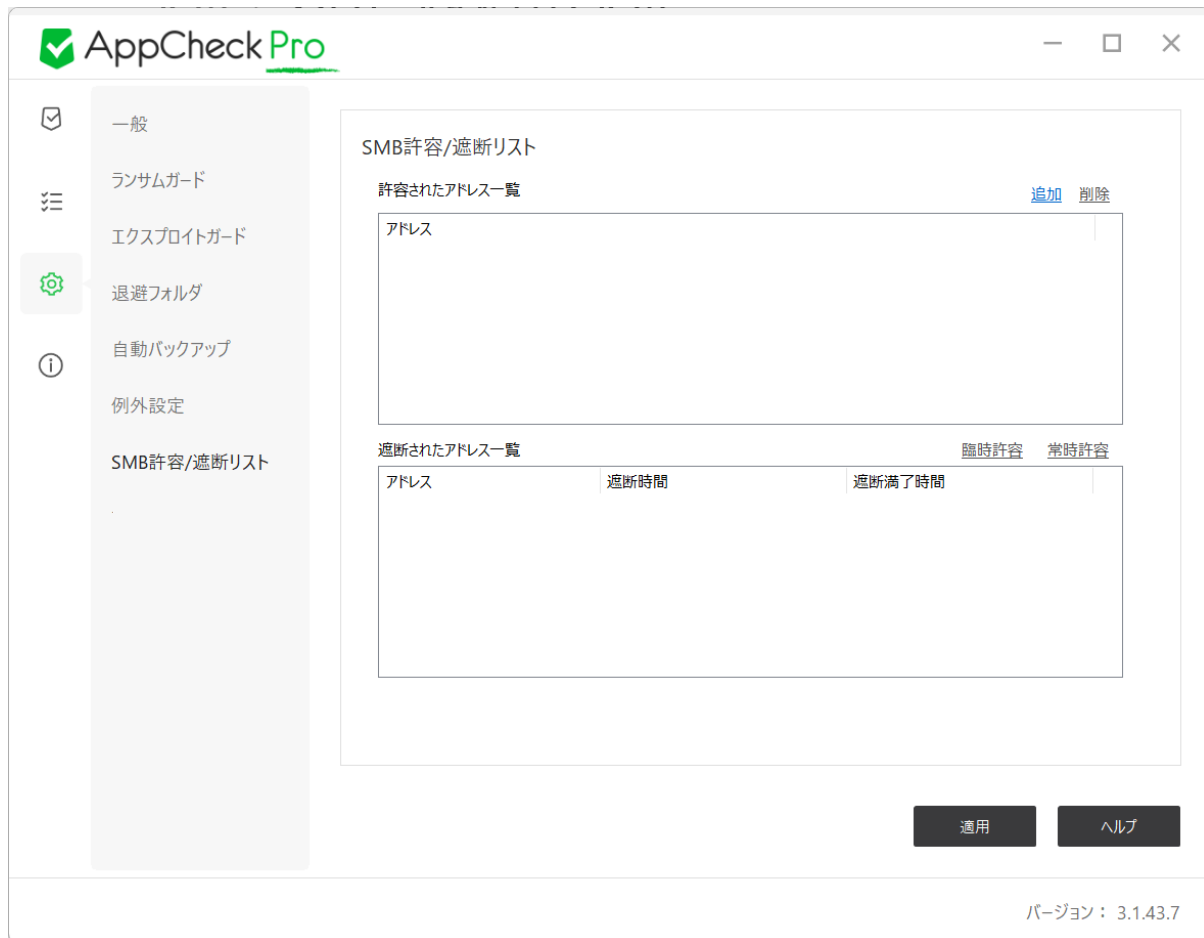 AppCheck Pro
一般
ランサムガード
エクスプロイトガード
退避フォルダ
自動バックアップ
例外設定
SMB許容/遮断リスト
SMB許容/遮断リスト
許容されたアドレス一覧
追加 削除
アドレス
遮断されたアドレス一覧
臨時許容 常時許容
アドレス 遮断時間 遮断満了時間
適用 ヘルプ
バージョン： 3.1.43.7